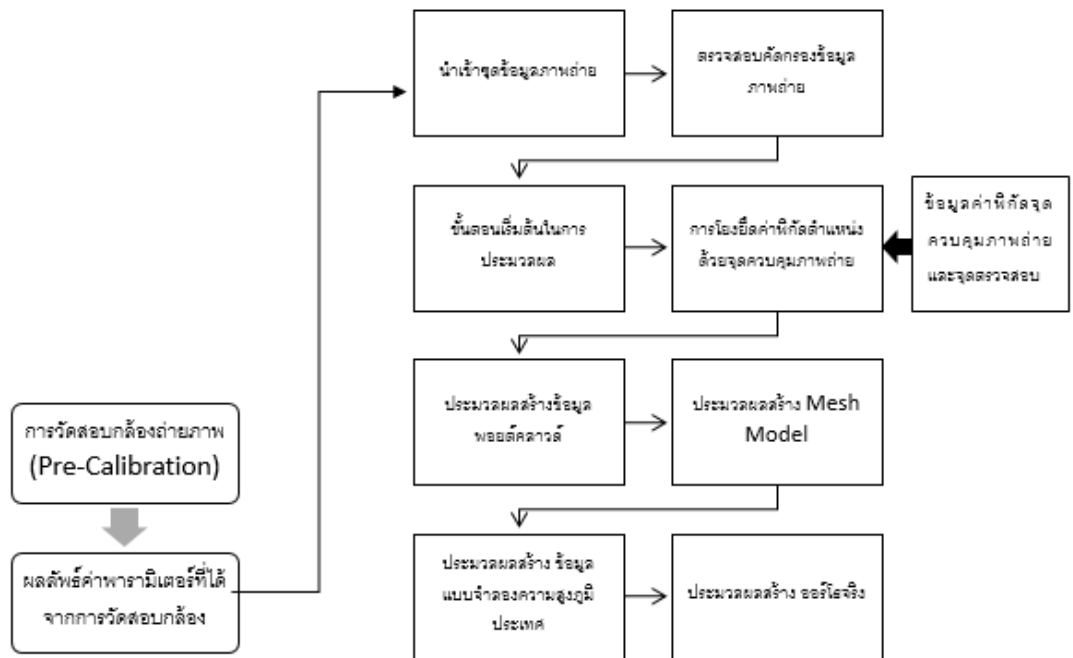 นำเข้าชุดข้อมูลภาพถ่าย
ตรวจสอบคัดกรองข้อมูล
ภาพถ่าย
ขั้นตอนเริ่มต้นในการ
ประมวลผล
การโยงยึดค่าพิกัดตำแหน่ง
ด้วยจุดควบคุมภาพถ่าย
ข้อมูลค่าพิกัดจุด
ควบคุมภาพถ่าย
และจุดตรวจสอบ
ประมวลผลสร้างข้อมูล
พอยต์คลาวด์
ประมวลผลสร้าง Mesh
Model
การวัดสอบกล้องถ่ายภาพ
(Pre-Calibration)
ผลลัพธ์ค่าพารามิเตอร์ที่ได้
จากการวัดสอบกล้อง
ประมวลผลสร้าง ข้อมูล
แบบจำลองความสูงภูมิ
ประเทศ
ประมวลผลสร้าง ออร์โธจริง